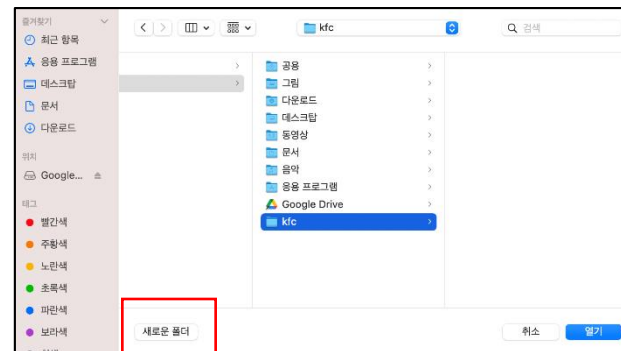 즐겨찾기
최근 항목
응용 프로그램
데스크탑
문서
다운로드
위치
Google...
태그
빨간색
주황색
노란색
초록색
파란색
보라색
kfc
검색
공용
그림
다운로드
데스크탑
동영상
문서
음악
응용 프로그램
Google Drive
kfc
새로운 폴더
취소
열기